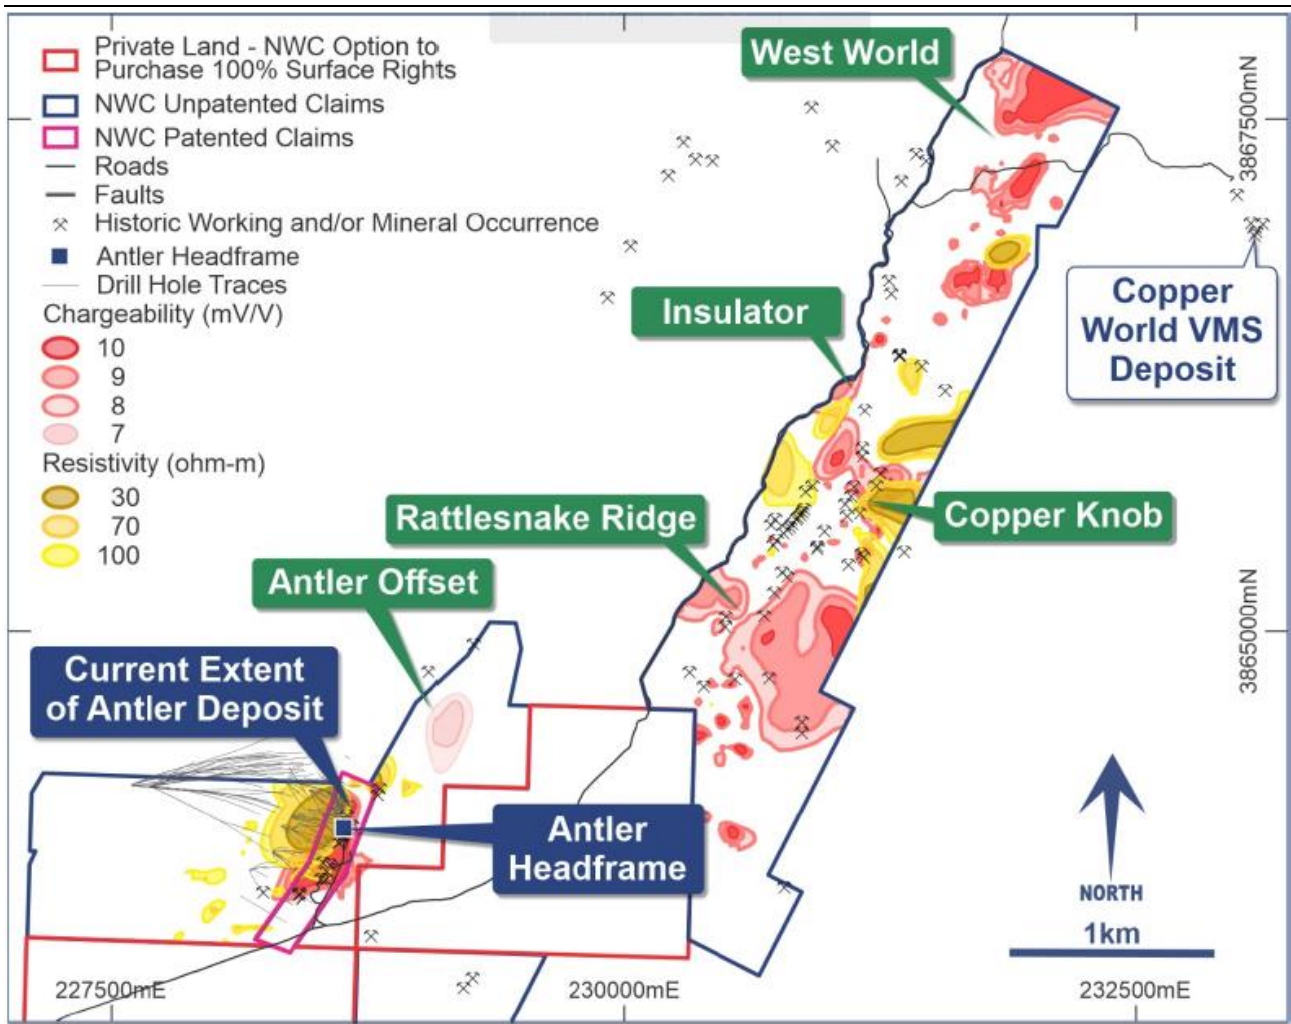 Private Land - NWC Option to
Purchase 100% Surface Rights
NWC Unpatented Claims
NWC Patented Claims
Roads
Faults
Historic Working and/or Mineral Occurrence
Antler Headframe
Drill Hole Traces
Chargeability (mV/V)
10
9
8
7
Resistivity (ohm-m)
30
70
100
West World
3867500mN
Copper
World VMS
Deposit
Insulator
Rattlesnake Ridge
Copper Knob
Antler Offset
3865000mN
Current Extent
of Antler Deposit
Antler
Headframe
NORTH
1km
227500mE
230000mE
232500mE